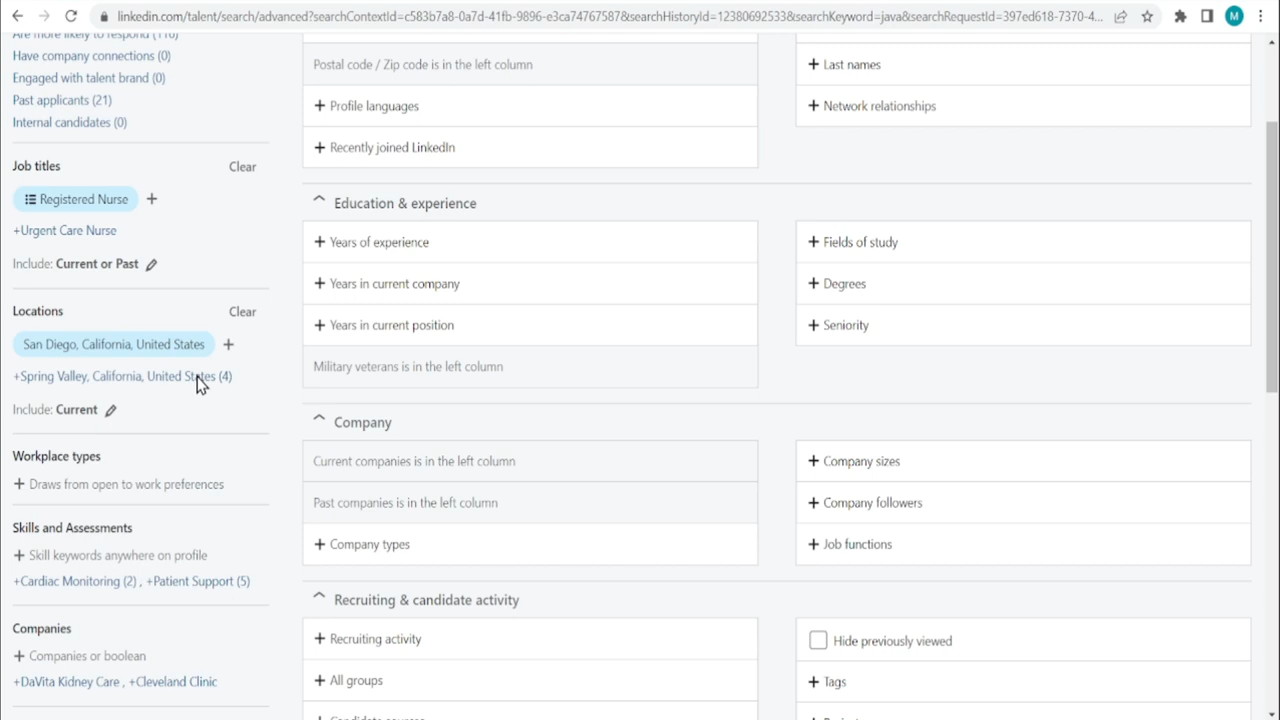 linkedin.com/talent/search/advanced?searchContextId=c583b7a8-0a7d-41fb-9896-e3ca74767587&searchHistoryId=12380692533&searchKeyword=java&searchRequestId=397ed618-7370-4...
M
Are more likely to respond (110)
Have company connections (0)
Engaged with talent brand (0)
Past applicants (21)
Internal candidates (0)
Job titles Clear
Registered Nurse +
+Urgent Care Nurse
Include: Current or Past
Locations Clear
San Diego, California, United States +
+Spring Valley, California, United States (4)
Include: Current
Workplace types
+ Draws from open to work preferences
Skills and Assessments
+ Skill keywords anywhere on profile
+Cardiac Monitoring (2) , +Patient Support (5)
Companies
+ Companies or boolean
+DaVita Kidney Care , +Cleveland Clinic
Postal code / Zip code is in the left column
+ Profile languages
+ Recently joined LinkedIn
+ Last names
+ Network relationships
Education & experience
+ Years of experience
+ Years in current company
+ Years in current position
Military veterans is in the left column
+ Fields of study
+ Degrees
+ Seniority
Company
Current companies is in the left column
Past companies is in the left column
+ Company types
+ Company sizes
+ Company followers
+ Job functions
Recruiting & candidate activity
+ Recruiting activity
+ All groups
Hide previously viewed
+ Tags